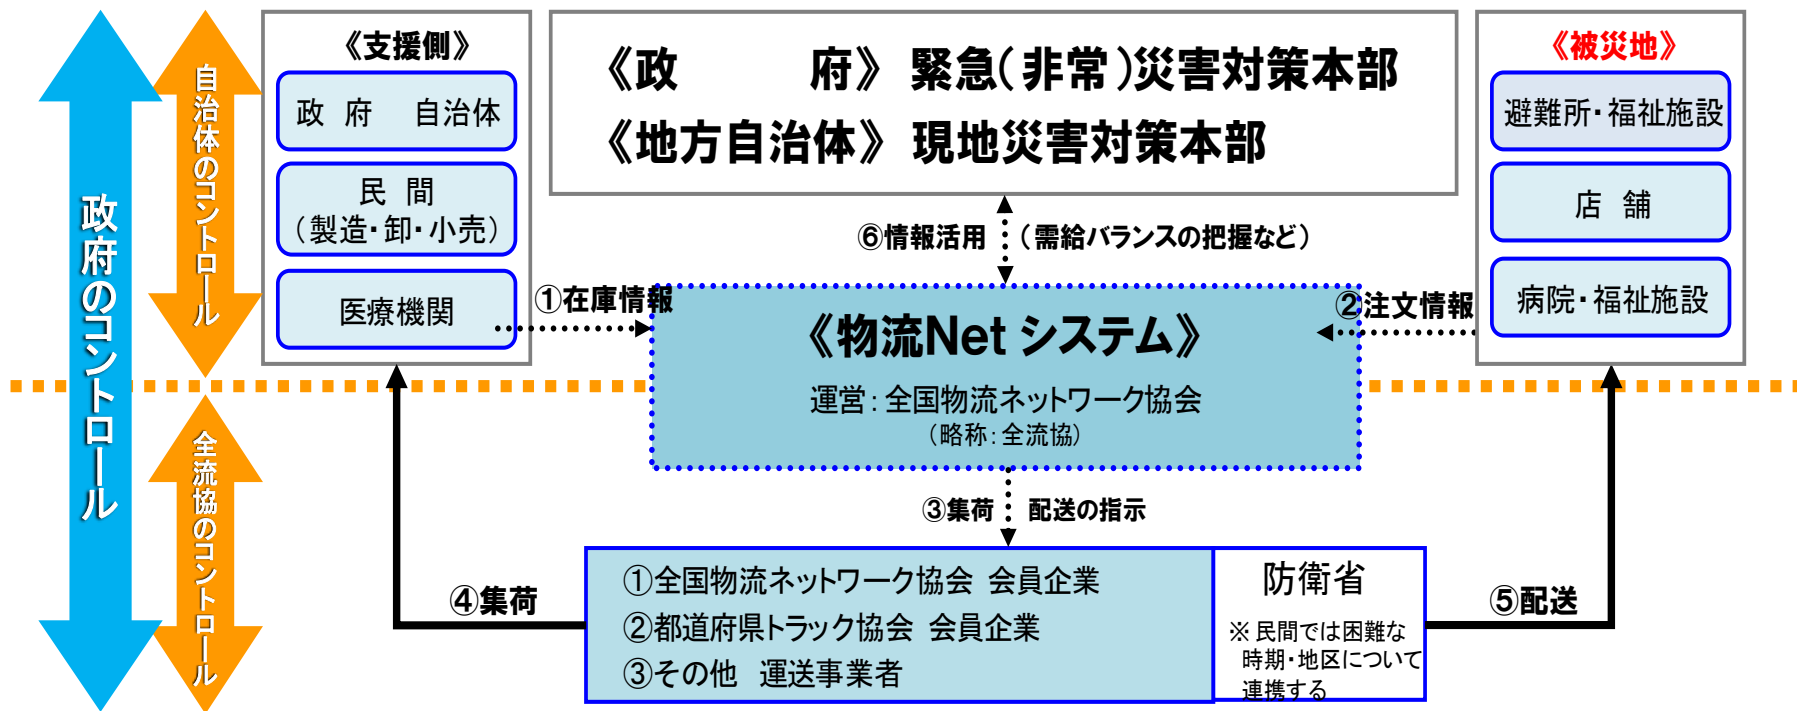 政府のコントロール
自治体のコントロール
全流協のコントロール
《支援側》
政 府 自治体
民 間
（製造・卸・小売）
医療機関
《政 府》 緊急（非常）災害対策本部
《地方自治体》 現地災害対策本部
《被災地》
避難所・福祉施設
店 舗
病院・福祉施設
⑥情報活用 （需給バランスの把握など）
①在庫情報
②注文情報
《物流Net システム》
運営：全国物流ネットワーク協会
（略称：全流協）
③集荷 配送の指示
④集荷
①全国物流ネットワーク協会 会員企業
②都道府県トラック協会 会員企業
③その他 運送事業者
防衛省
※ 民間では困難な
時期・地区について
連携する
⑤配送